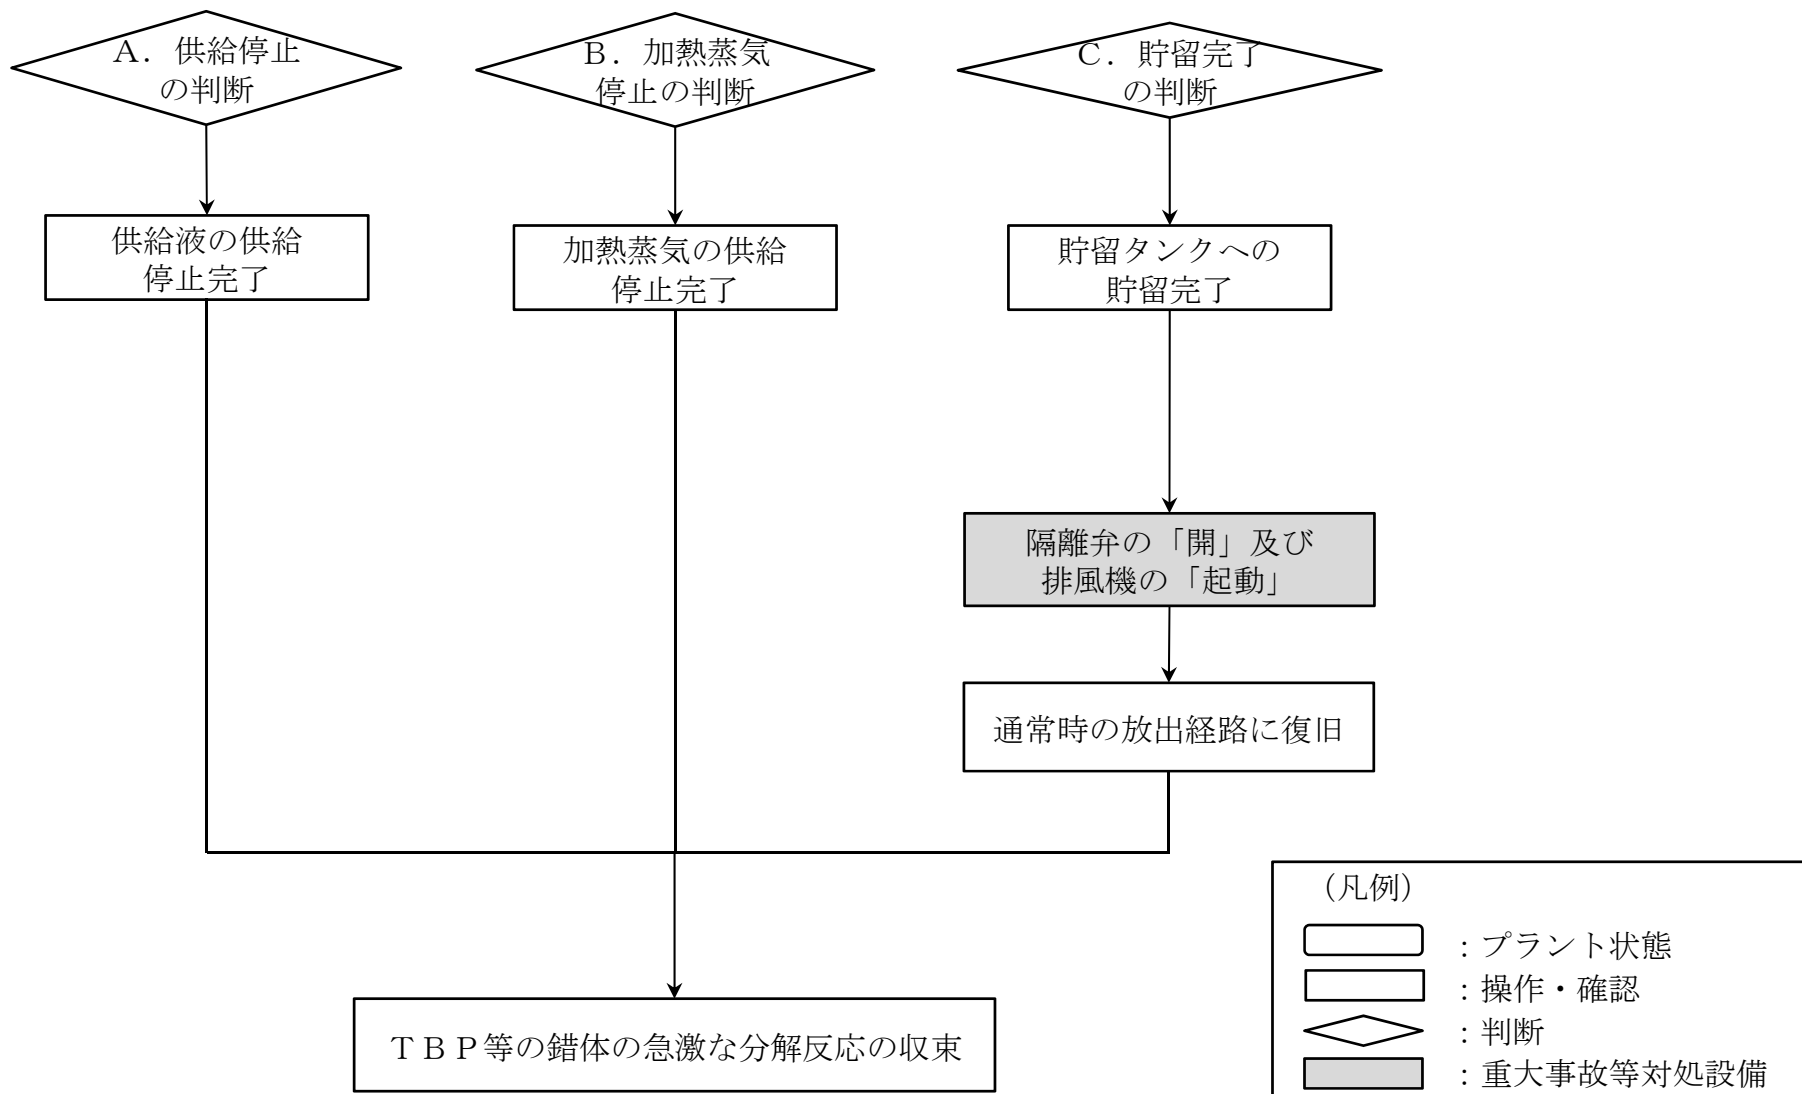 Ａ．供給停止
の判断
Ｂ．加熱蒸気
停止の判断
Ｃ．貯留完了
の判断
供給液の供給
停止完了
加熱蒸気の供給
停止完了
貯留タンクへの
貯留完了
隔離弁の「開」及び
排風機の「起動」
通常時の放出経路に復旧
ＴＢＰ等の錯体の急激な分解反応の収束
（凡例）
：プラント状態
：操作・確認
：判断
：重大事故等対処設備